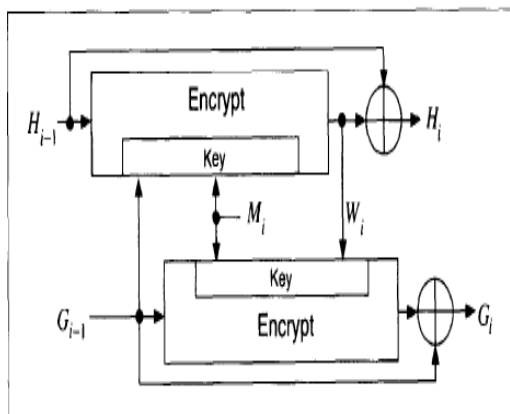 Encrypt
H_{i-1}
H_i
Key
M_i
W_i
Key
G_{i-1}
Encrypt
G_i